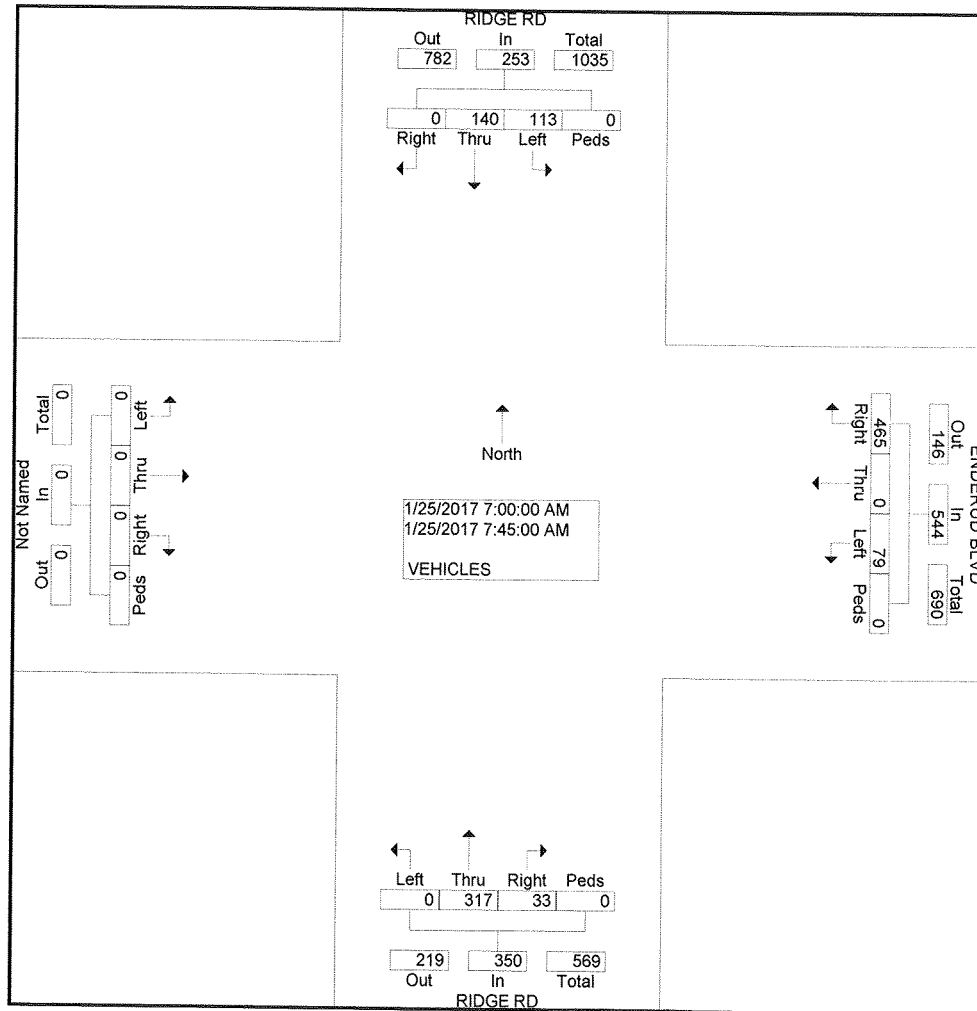 RIDGE RD
Out In Total
782 253 1035
0 140 113 0
Right Thru Left Peds
Total In Out
0 0 0
Not Named
0 0 0 0
Left Thru Right Peds
North
1/25/2017 7:00:00 AM
1/25/2017 7:45:00 AM
VEHICLES
Right Thru Left Peds
465 0 79 0
Out In Total
146 544 690
BLVD
Left Thru Right Peds
0 317 33 0
219 350 569
Out In Total
RIDGE RD